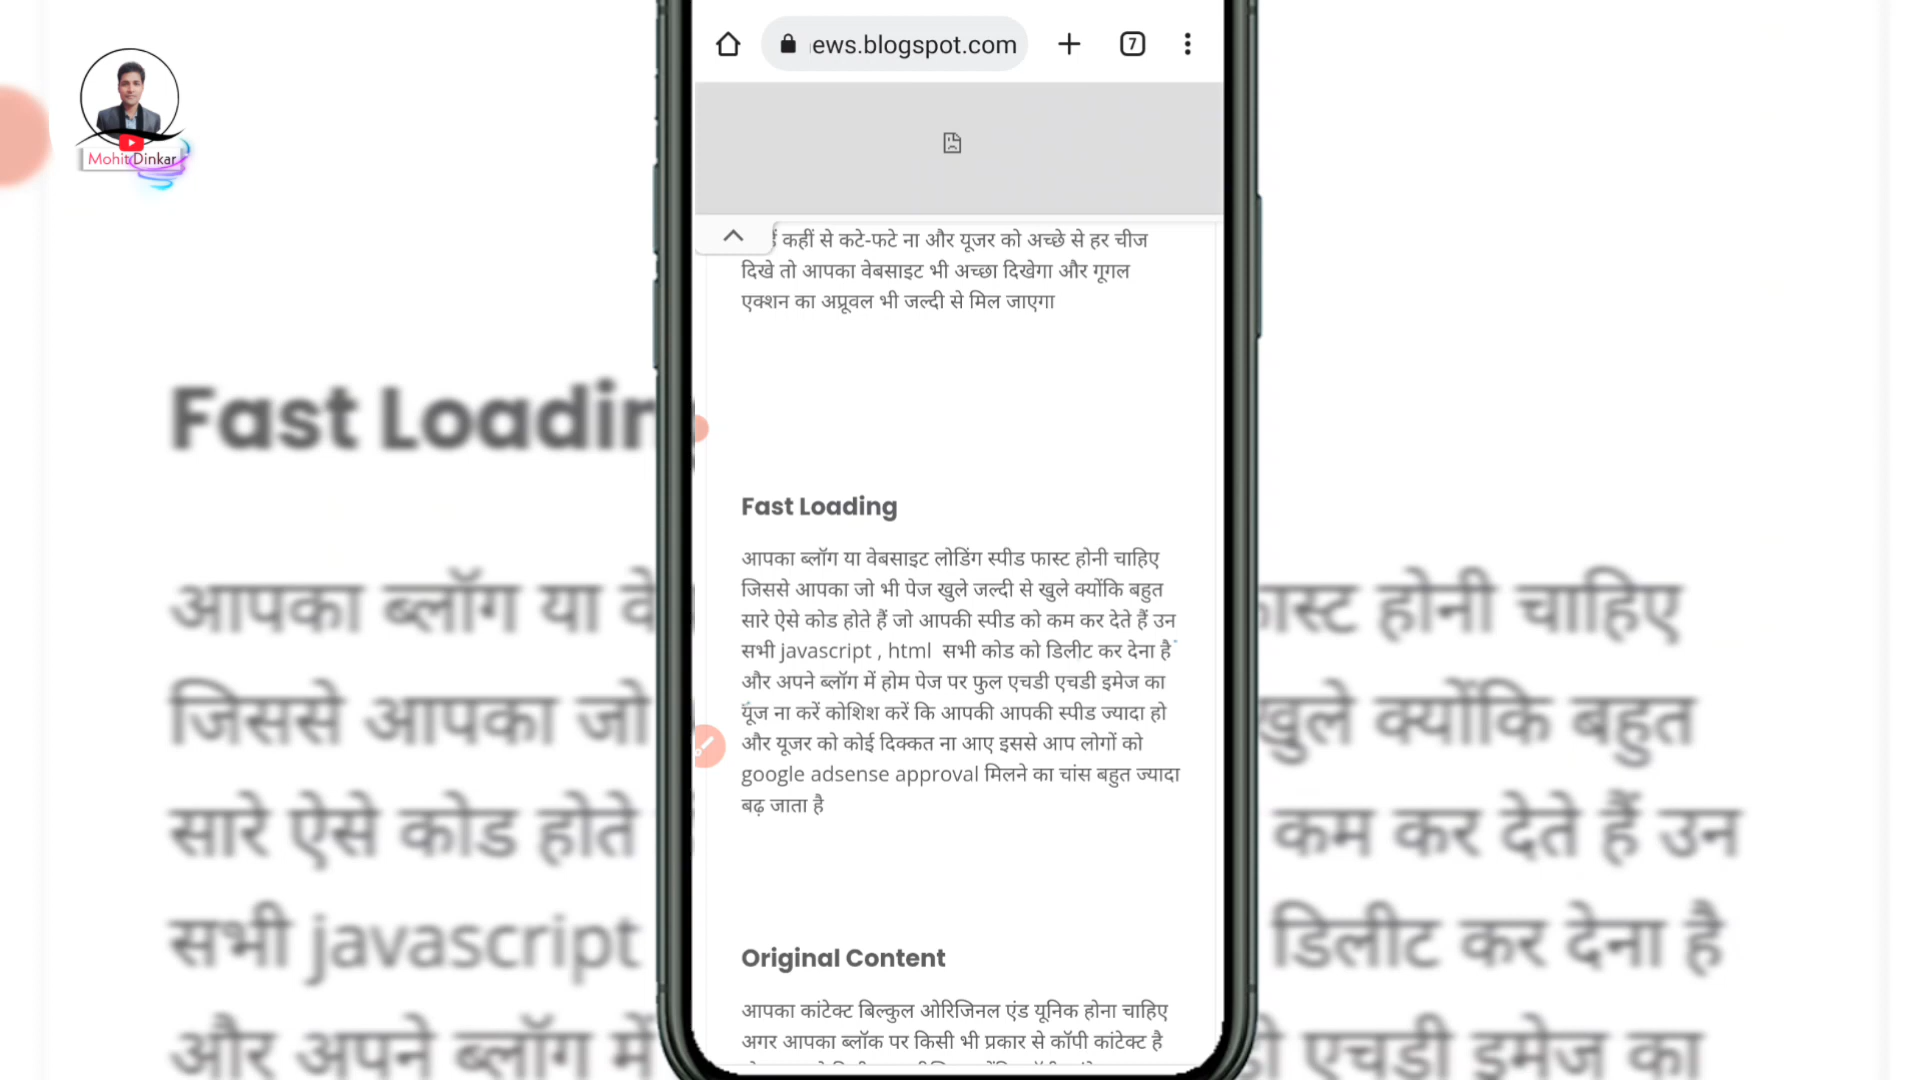 ews.blogspot.com
7
Mohit Dinkar
कहीं से कटे-फटे ना और यूजर को अच्छे से हर चीज
दिखे तो आपका वेबसाइट भी अच्छा दिखेगा और गूगल
एक्शन का अप्रूवल भी जल्दी से मिल जाएगा
Fast Loading
आपका ब्लॉग या वेबसाइट लोडिंग स्पीड फास्ट होनी चाहिए
जिससे आपका जो भी पेज खुले जल्दी से खुले क्योंकि बहुत
सारे ऐसे कोड होते हैं जो आपकी स्पीड को कम कर देते हैं उन
सभी javascript , html सभी कोड को डिलीट कर देना है
और अपने ब्लॉग में होम पेज पर फुल एचडी एचडी इमेज का
यूज ना करें कोशिश करें कि आपकी आपकी स्पीड ज्यादा हो
और यूजर को कोई दिक्कत ना आए इससे आप लोगों को
google adsense approval मिलने का चांस बहुत ज्यादा
बढ़ जाता है
Original Content
आपका कांटेक्ट बिल्कुल ओरिजिनल एंड यूनिक होना चाहिए
अगर आपका ब्लॉक पर किसी भी प्रकार से कॉपी कांटेक्ट है
Fast Loadin
आपका ब्लॉग या वे
जिससे आपका जो
सारे ऐसे कोड होते
सभी javascript
और अपने ब्लॉग में
फास्ट होनी चाहिए
खुले क्योंकि बहुत
कम कर देते हैं उन
डिलीट कर देना है
एचडी इमेज का